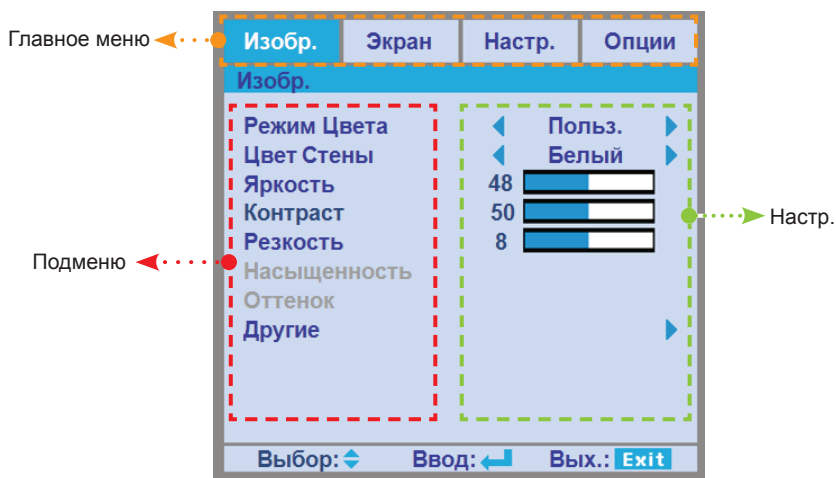 Главное меню
Изобр. Экран Настр. Опции
Изобр.
Режим Цвета Польз.
Цвет Стены Белый
Яркость 48
Контраст 50
Настр.
Резкость 8
Подменю
Насыщенность
Оттенок
Другие
Выбор: Ввод: Вых.: Exit